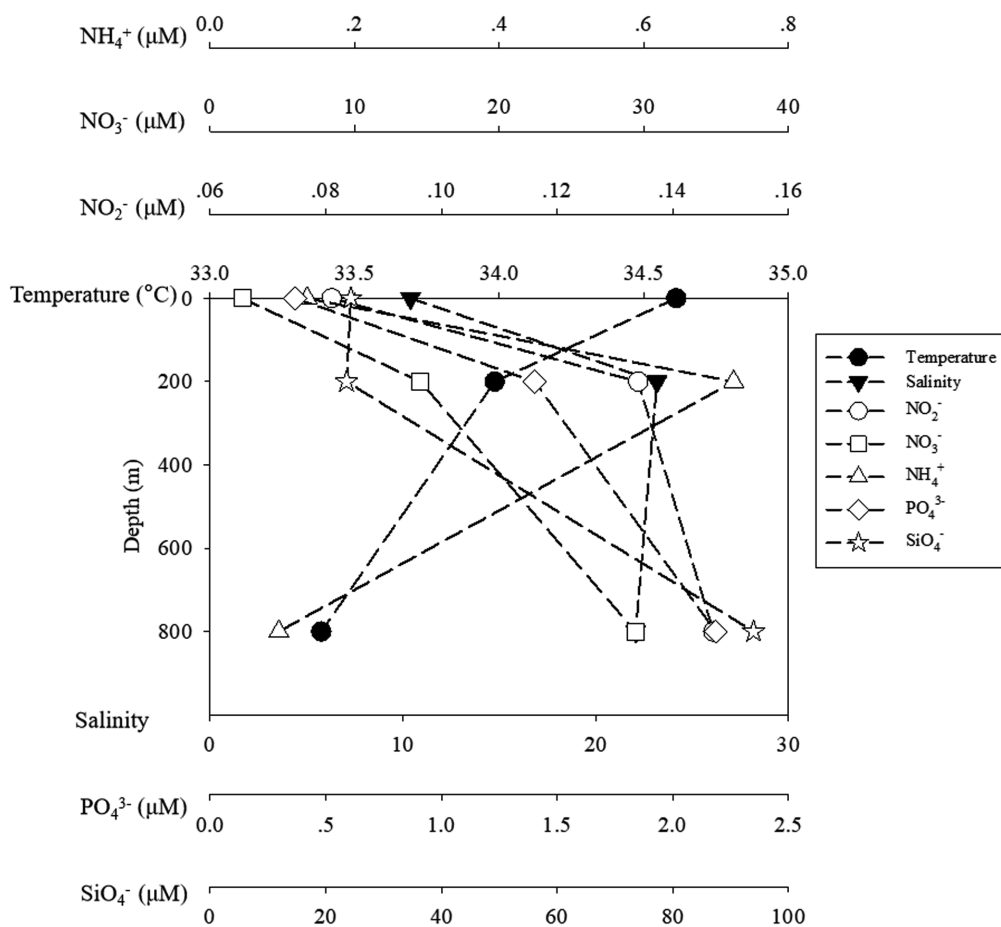 NH₄⁺ (μM) 0.0 .2 .4 .6 .8
NO₃⁻ (μM) 0 10 20 30 40
NO₂⁻ (μM) .06 .08 .10 .12 .14 .16
33.0 33.5 34.0 34.5 35.0
Temperature (°C)
0
200
400
600
800
Depth (m)
Temperature
Salinity
NO₂⁻
NO₃⁻
NH₄⁺
PO₄³⁻
SiO₄⁻
Salinity
0 10 20 30
PO₄³⁻ (μM)
0.0 .5 1.0 1.5 2.0 2.5
SiO₄⁻ (μM)
0 20 40 60 80 100